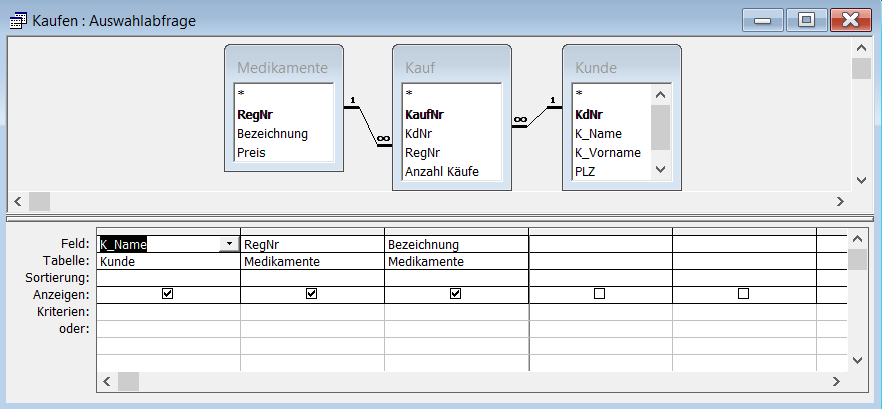 Kaufen : Auswahlabfrage
Medikamente
*
RegNr
Bezeichnung
Preis
1
∞
Kauf
*
KaufNr
KdNr
RegNr
Anzahl Käufe
∞
1
Kunde
*
KdNr
K_Name
K_Vorname
PLZ
Feld: K_Name RegNr Bezeichnung
Tabelle: Kunde Medikamente Medikamente
Sortierung:
Anzeigen:
Kriterien:
oder: